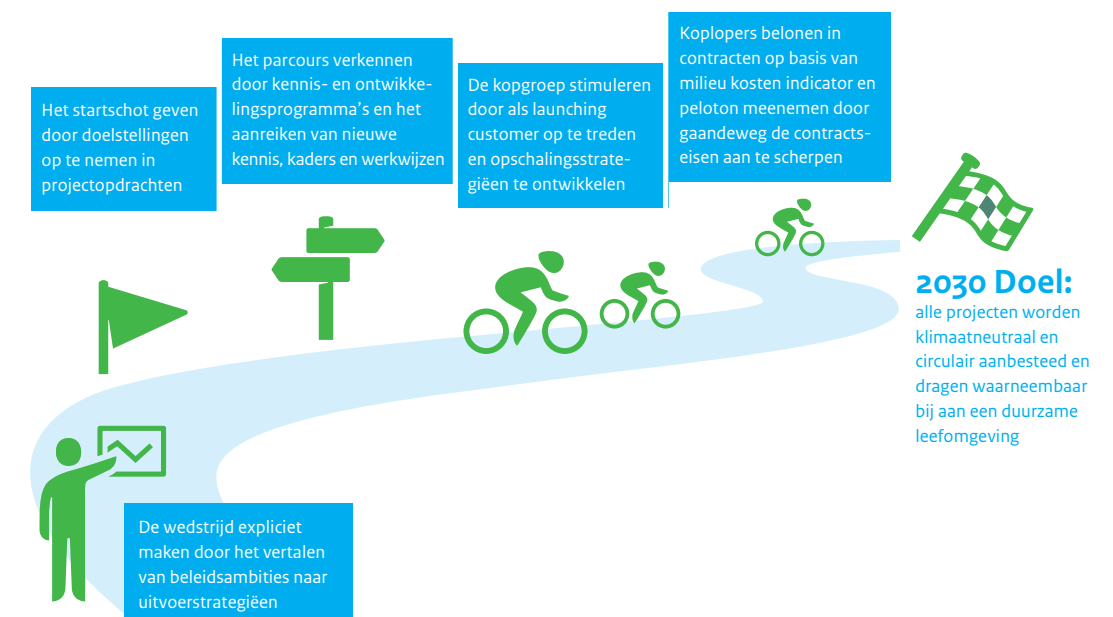 Het startschot geven
door doelstellingen
op te nemen in
projectopdrachten
Het parcours verkennen
door kennis- en ontwikke-
lingsprogramma's en het
aanreiken van nieuwe
kennis, kaders en werkwijzen
De kopgroep stimuleren
door als launching
customer op te treden
en opschalingsstrate-
giëen te ontwikkelen
Koplopers belonen in
contracten op basis van
milieu kosten indicator en
peloton meenemen door
gaandeweg de contracts-
eisen aan te scherpen
2030 Doel:
alle projecten worden
klimaatneutraal en
circulair aanbesteed en
dragen waarneembaar
bij aan een duurzame
leefomgeving
De wedstrijd expliciet
maken door het vertalen
van beleidsambities naar
uitvoerstrategiëen